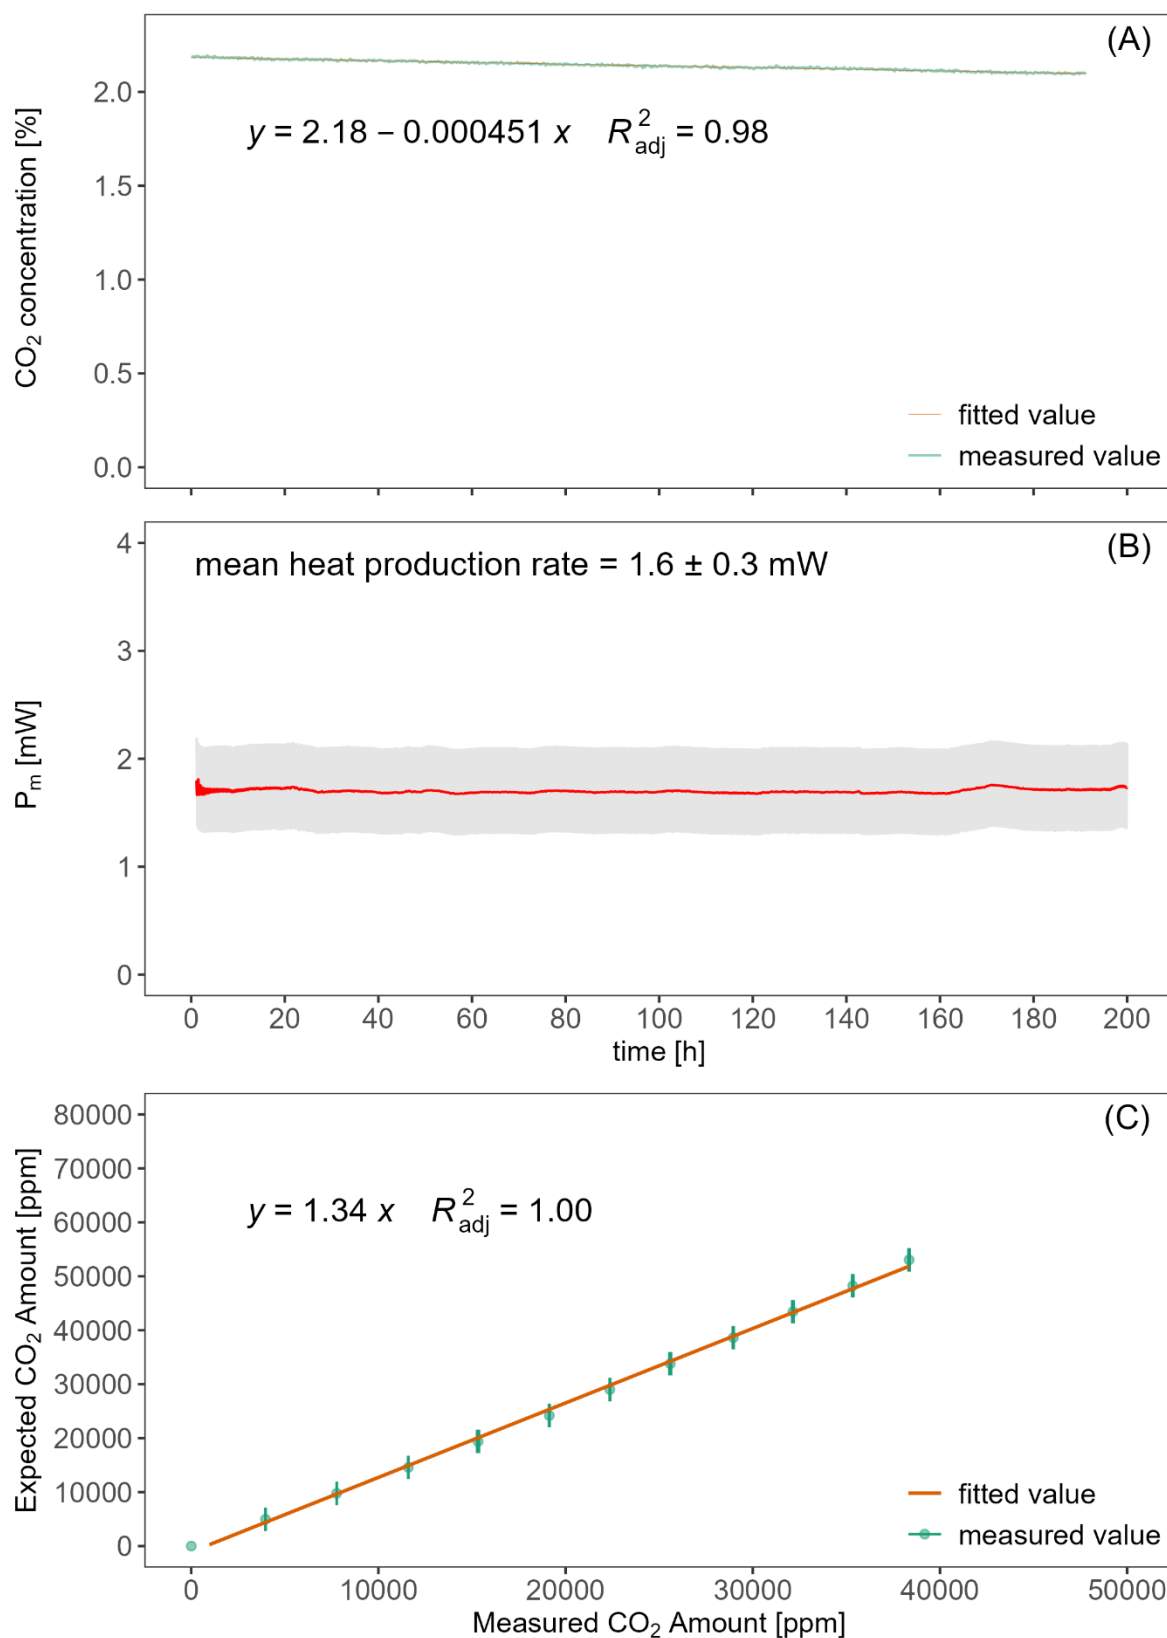 (A)
CO₂ concentration [%]
2.0
1.5
1.0
0.5
0.0
y = 2.18 − 0.000451 x R²adj = 0.98
fitted value
measured value
(B)
mean heat production rate = 1.6 ± 0.3 mW
Pₘ [mW]
4
3
2
1
0
0 20 40 60 80 100 120 140 160 180 200
time [h]
(C)
Expected CO₂ Amount [ppm]
80000
70000
60000
50000
40000
30000
20000
10000
0
y = 1.34 x R²adj = 1.00
fitted value
measured value
0 10000 20000 30000 40000 50000
Measured CO₂ Amount [ppm]